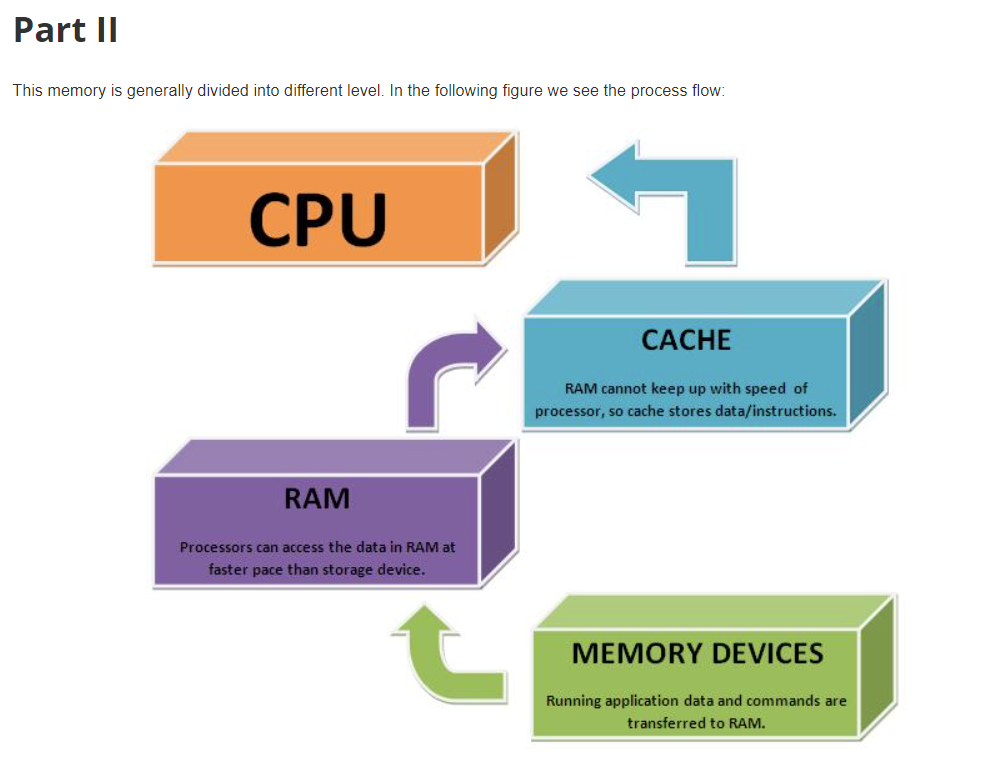 Part II
This memory is generally divided into different level. In the following figure we see the process flow:
CPU
CACHE
RAM cannot keep up with speed of
processor, so cache stores data/instructions.
RAM
Processors can access the data in RAM at
faster pace than storage device.
MEMORY DEVICES
Running application data and commands are
transferred to RAM.